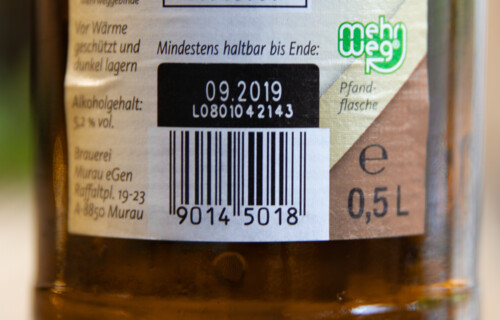 Vor Wärme
geschützt und
dunkel lagern
Alkoholgehalt:
5,2 % vol.
Brauerei
Murau eGen
Raffaltpl. 19-23
A-8850 Murau
Mindestens haltbar bis Ende:
09.2019
L0801042143
9014 5018
mehr
weg
Pfand-
flasche
e
0,5 L